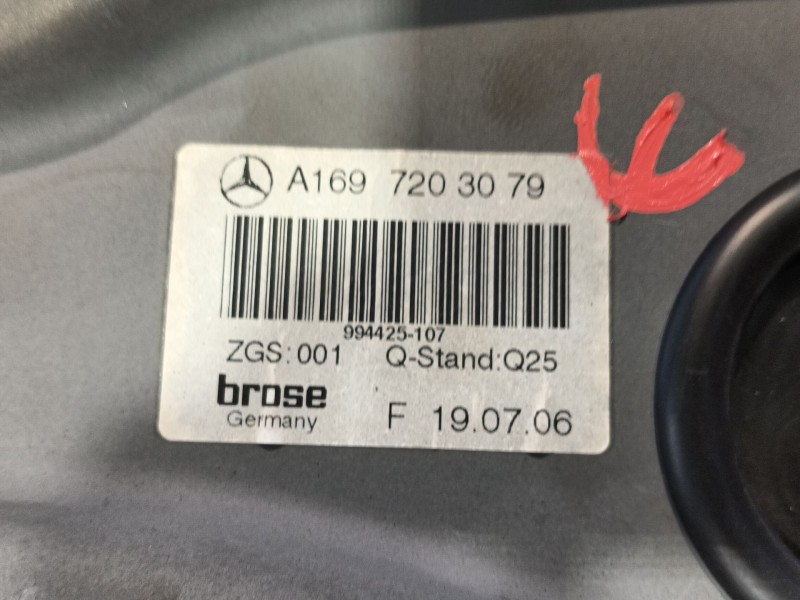 A169 720 30 79
994425-107
ZGS:001 Q-Stand:Q25
brose
Germany F 19.07.06